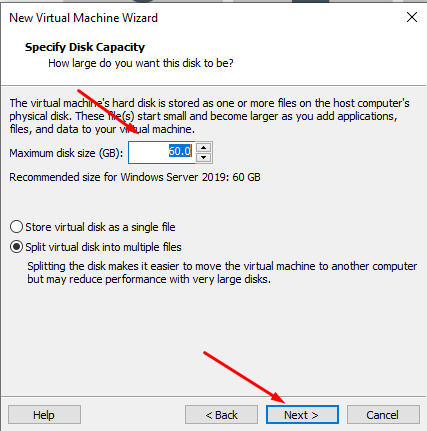 New Virtual Machine Wizard
Specify Disk Capacity
How large do you want this disk to be?
The virtual machine's hard disk is stored as one or more files on the host computer's
physical disk. These file(s) start small and become larger as you add applications,
files, and data to your virtual machine.
Maximum disk size (GB): 60.0
Recommended size for Windows Server 2019: 60 GB
Store virtual disk as a single file
Split virtual disk into multiple files
Splitting the disk makes it easier to move the virtual machine to another computer
but may reduce performance with very large disks.
Help < Back Next > Cancel